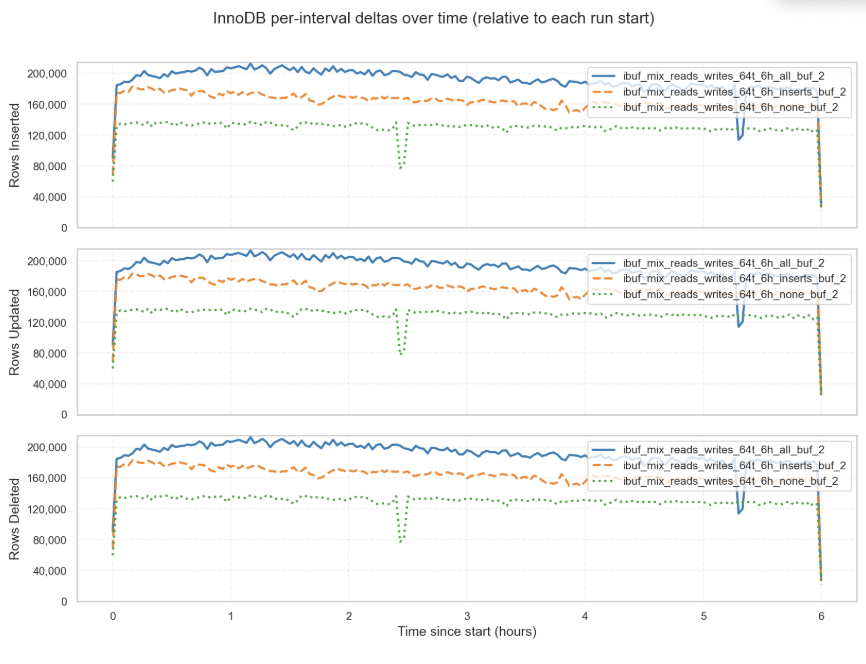 InnoDB per-interval deltas over time (relative to each run start)
Rows Inserted
200,000
160,000
120,000
80,000
40,000
0
ibuf_mix_reads_writes_64t_6h_all_buf_2
ibuf_mix_reads_writes_64t_6h_inserts_buf_2
ibuf_mix_reads_writes_64t_6h_none_buf_2
Rows Updated
200,000
160,000
120,000
80,000
40,000
0
ibuf_mix_reads_writes_64t_6h_all_buf_2
ibuf_mix_reads_writes_64t_6h_inserts_buf_2
ibuf_mix_reads_writes_64t_6h_none_buf_2
Rows Deleted
200,000
160,000
120,000
80,000
40,000
0
ibuf_mix_reads_writes_64t_6h_all_buf_2
ibuf_mix_reads_writes_64t_6h_inserts_buf_2
ibuf_mix_reads_writes_64t_6h_none_buf_2
0 1 2 3 4 5 6
Time since start (hours)